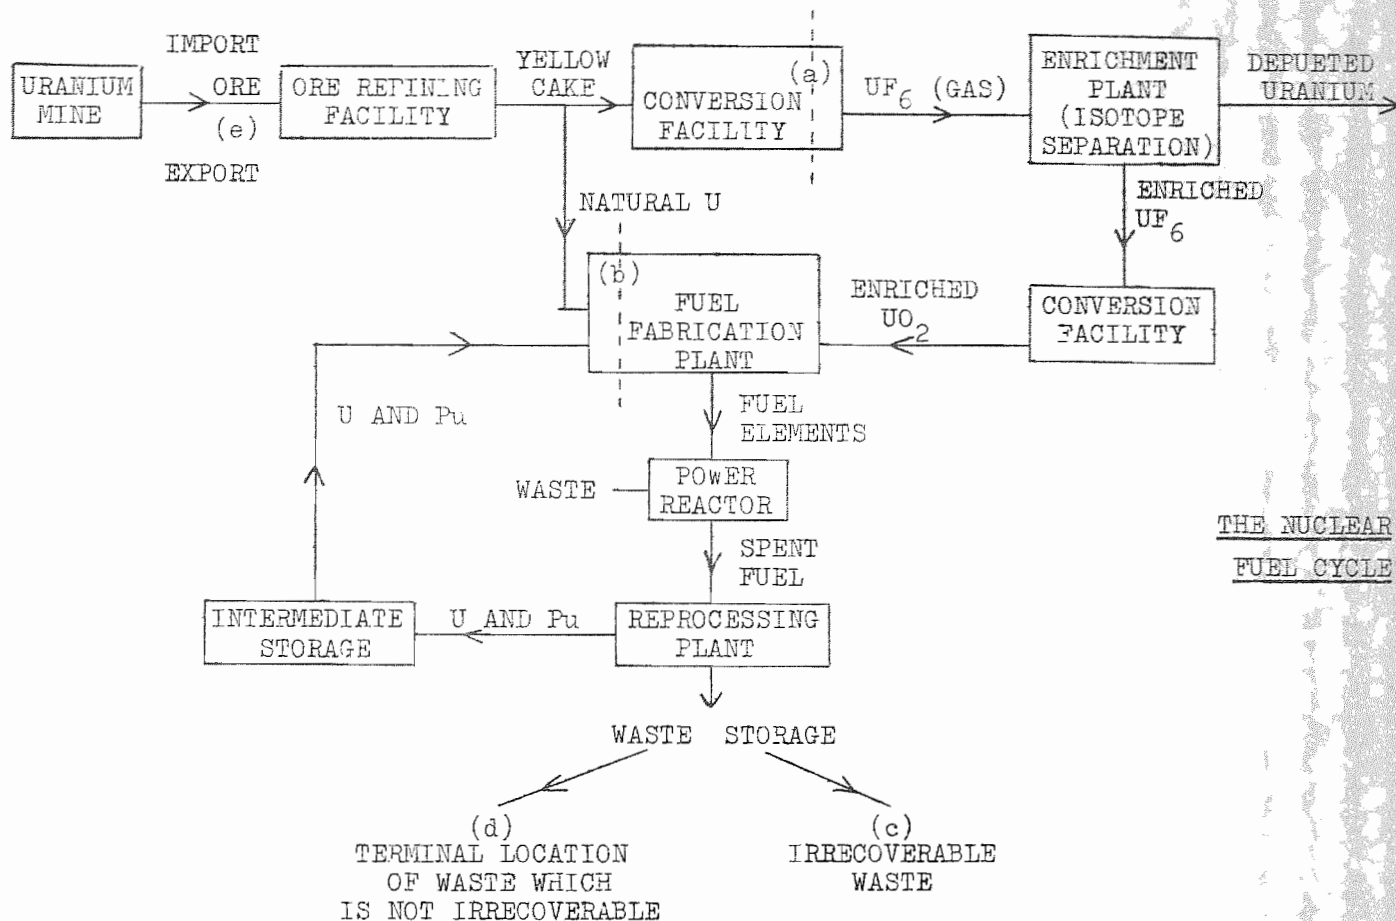 IMPORT
ORE
(e)
EXPORT
URANIUM
MINE
ORE REFINING
FACILITY
YELLOW
CAKE
(a)
CONVERSION
FACILITY
UF6 (GAS)
ENRICHMENT
PLANT
(ISOTOPE
SEPARATION)
DEPUETED
URANIUM
NATURAL U
ENRICHED
UF6
(b)
FUEL
FABRICATION
PLANT
ENRICHED
UO2
CONVERSION
FACILITY
U AND Pu
FUEL
ELEMENTS
WASTE
POWER
REACTOR
SPENT
FUEL
THE NUCLEAR
FUEL CYCLE
INTERMEDIATE
STORAGE
U AND Pu
REPROCESSING
PLANT
WASTE STORAGE
(d)
TERMINAL LOCATION
OF WASTE WHICH
IS NOT IRRECOVERABLE
(c)
IRRECOVERABLE
WASTE